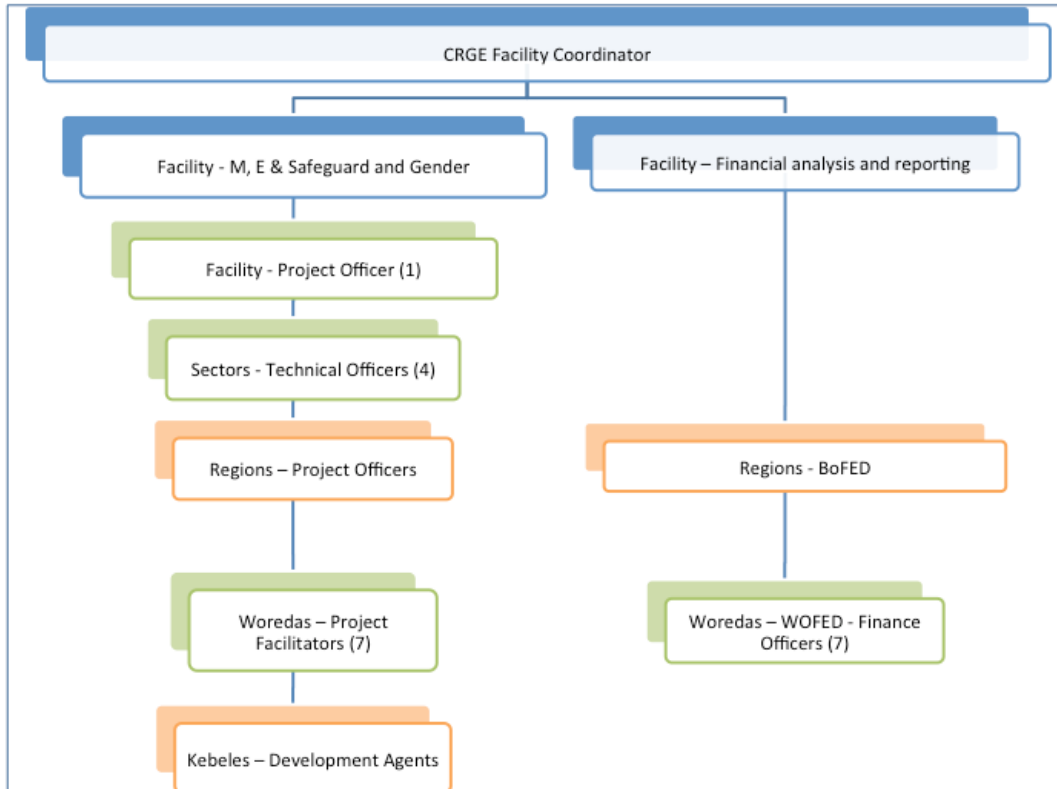 CRGE Facility Coordinator
Facility - M, E & Safeguard and Gender
Facility – Financial analysis and reporting
Facility - Project Officer (1)
Sectors - Technical Officers (4)
Regions – Project Officers
Regions - BoFED
Woredas – Project
Facilitators (7)
Woredas – WOFED - Finance
Officers (7)
Kebeles – Development Agents